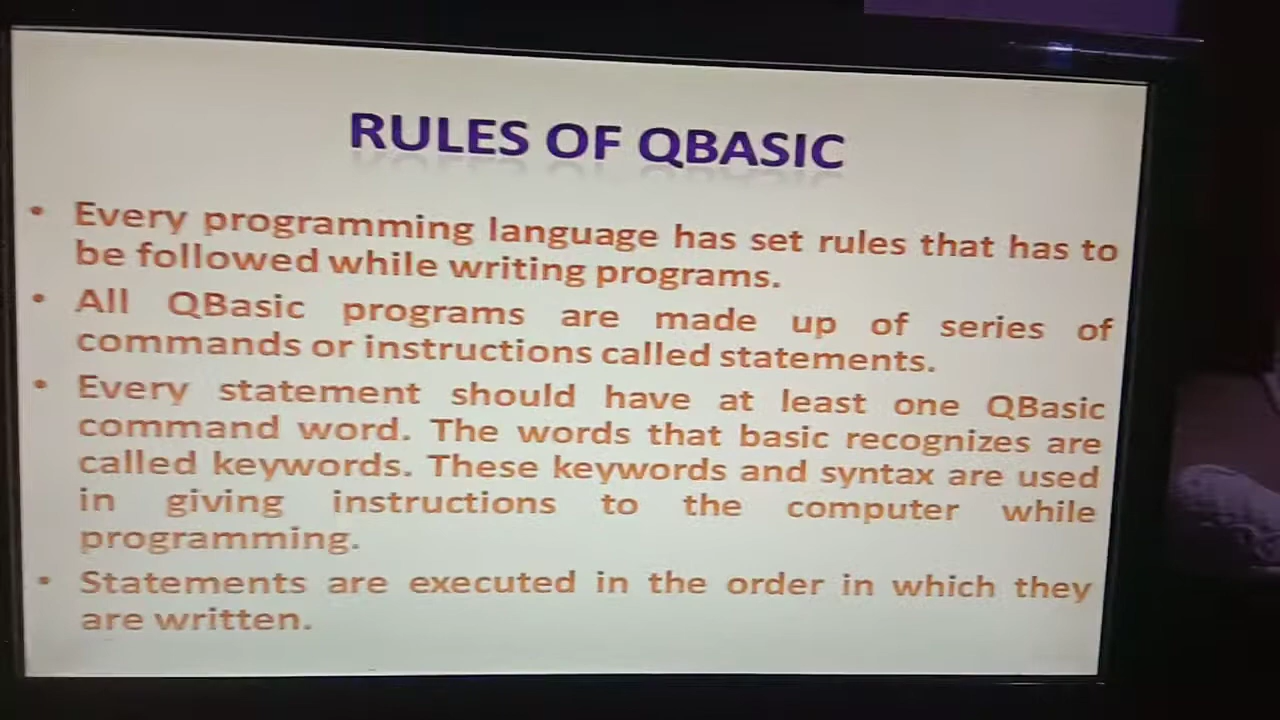 RULES OF QBASIC
• Every programming language has set rules that has to
be followed while writing programs.
• All QBasic programs are made up of series of
commands or instructions called statements.
• Every statement should have at least one QBasic
command word. The words that basic recognizes are
called keywords. These keywords and syntax are used
in giving instructions to the computer while
programming.
• Statements are executed in the order in which they
are written.